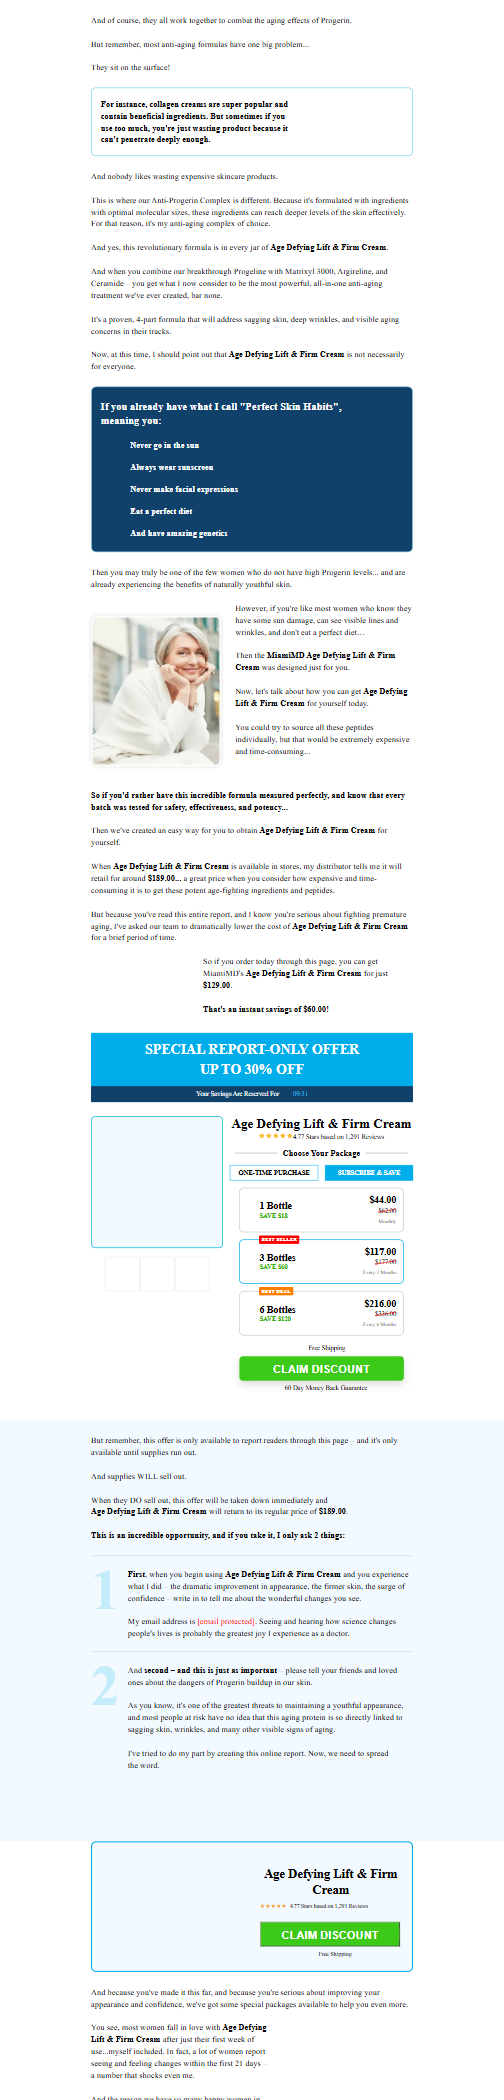 And of course, they all work together to combat the aging effects of Progerin.
But remember, most anti-aging formulas have one big problem...
They sit on the surface!
For instance, collagen creams are super popular and
contain beneficial ingredients. But sometimes if you
use too much, you're just wasting product because it
can't penetrate deeply enough.
And nobody likes wasting expensive skincare products.
This is where our Anti-Progerin Complex is different. Because it's formulated with ingredients
with optimal molecular sizes, these ingredients can reach deeper levels of the skin effectively.
For that reason, it's my anti-aging complex of choice.
And yes, this revolutionary formula is in every jar of Age Defying Lift & Firm Cream.
And when you combine our breakthrough Progeline with Matrixyl 3000, Argireline, and
Ceramide – you get what I now consider to be the most powerful, all-in-one anti-aging
treatment we've ever created, bar none.
It's a proven, 4-part formula that will address sagging skin, deep wrinkles, and visible aging
concerns in their tracks.
Now, at this time, I should point out that Age Defying Lift & Firm Cream is not necessarily
for everyone.
If you already have what I call "Perfect Skin Habits",
meaning you:
Never go in the sun
Always wear sunscreen
Never make facial expressions
Eat a perfect diet
And have amazing genetics
Then you may truly be one of the few women who do not have high Progerin levels... and are
already experiencing the benefits of naturally youthful skin.
However, if you're like most women who know they
have some sun damage, can see visible lines and
wrinkles, and don't eat a perfect diet…
Then the MiamiMD Age Defying Lift & Firm
Cream was designed just for you.
Now, let's talk about how you can get Age Defying
Lift & Firm Cream for yourself today.
You could try to source all these peptides
individually, but that would be extremely expensive
and time-consuming...
So if you'd rather have this incredible formula measured perfectly, and know that every
batch was tested for safety, effectiveness, and potency...
Then we've created an easy way for you to obtain Age Defying Lift & Firm Cream for
yourself.
When Age Defying Lift & Firm Cream is available in stores, my distributor tells me it will
retail for around $189.00... a great price when you consider how expensive and time-
consuming it is to get these potent age-fighting ingredients and peptides.
But because you've read this entire report, and I know you're serious about fighting premature
aging, I've asked our team to dramatically lower the cost of Age Defying Lift & Firm Cream
for a brief period of time.
So if you order today through this page, you can get
MiamiMD's Age Defying Lift & Firm Cream for just
$129.00.
That's an instant savings of $60.00!
SPECIAL REPORT-ONLY OFFER
UP TO 30% OFF
Your Savings Are Reserved For 09:31
Age Defying Lift & Firm Cream
4.77 Stars based on 1,291 Reviews
Choose Your Package
ONE-TIME PURCHASE
SUBSCRIBE & SAVE
1 Bottle
SAVE $18
$44.00
$62.00
Monthly
BEST SELLER
3 Bottles
SAVE $60
$117.00
$177.00
Every 3 Months
BEST DEAL
6 Bottles
SAVE $120
$216.00
$336.00
Every 6 Months
Free Shipping
CLAIM DISCOUNT
60 Day Money Back Guarantee
But remember, this offer is only available to report readers through this page – and it's only
available until supplies run out.
And supplies WILL sell out.
When they DO sell out, this offer will be taken down immediately and
Age Defying Lift & Firm Cream will return to its regular price of $189.00.
This is an incredible opportunity, and if you take it, I only ask 2 things:
1
First, when you begin using Age Defying Lift & Firm Cream and you experience
what I did – the dramatic improvement in appearance, the firmer skin, the surge of
confidence – write in to tell me about the wonderful changes you see.
My email address is [email protected]. Seeing and hearing how science changes
people's lives is probably the greatest joy I experience as a doctor.
2
And second – and this is just as important – please tell your friends and loved
ones about the dangers of Progerin buildup in our skin.
As you know, it's one of the greatest threats to maintaining a youthful appearance,
and most people at risk have no idea that this aging protein is so directly linked to
sagging skin, wrinkles, and many other visible signs of aging.
I've tried to do my part by creating this online report. Now, we need to spread
the word.
Age Defying Lift & Firm
Cream
4.77 Stars based on 1,291 Reviews
CLAIM DISCOUNT
Free Shipping
And because you've made it this far, and because you're serious about improving your
appearance and confidence, we've got some special packages available to help you even more.
You see, most women fall in love with Age Defying
Lift & Firm Cream after just their first week of
use...myself included. In fact, a lot of women report
seeing and feeling changes within the first 21 days –
a number that shocks even me.
And the reason we have so many happy women in